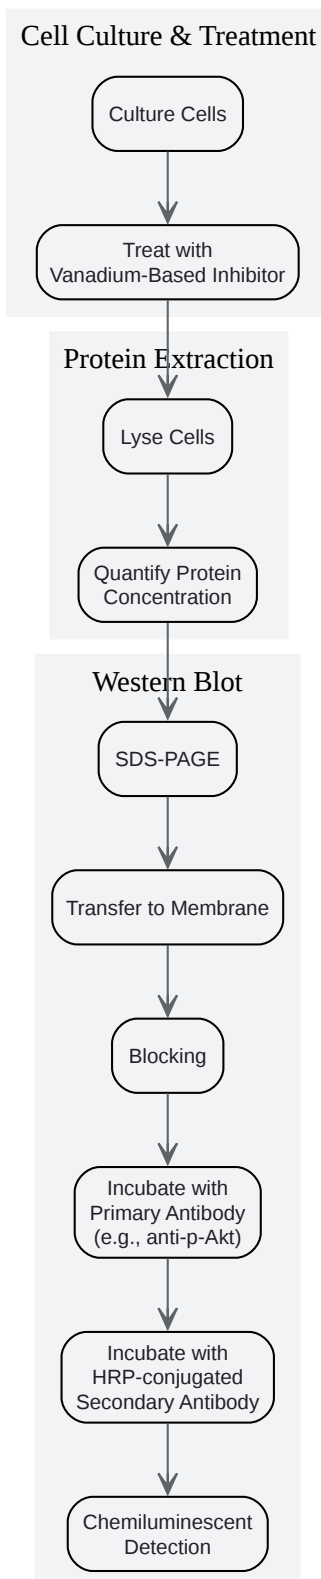 Cell Culture & Treatment
Culture Cells
Treat with
Vanadium-Based Inhibitor
Protein Extraction
Lyse Cells
Quantify Protein
Concentration
Western Blot
SDS-PAGE
Transfer to Membrane
Blocking
Incubate with
Primary Antibody
(e.g., anti-p-Akt)
Incubate with
HRP-conjugated
Secondary Antibody
Chemiluminescent
Detection